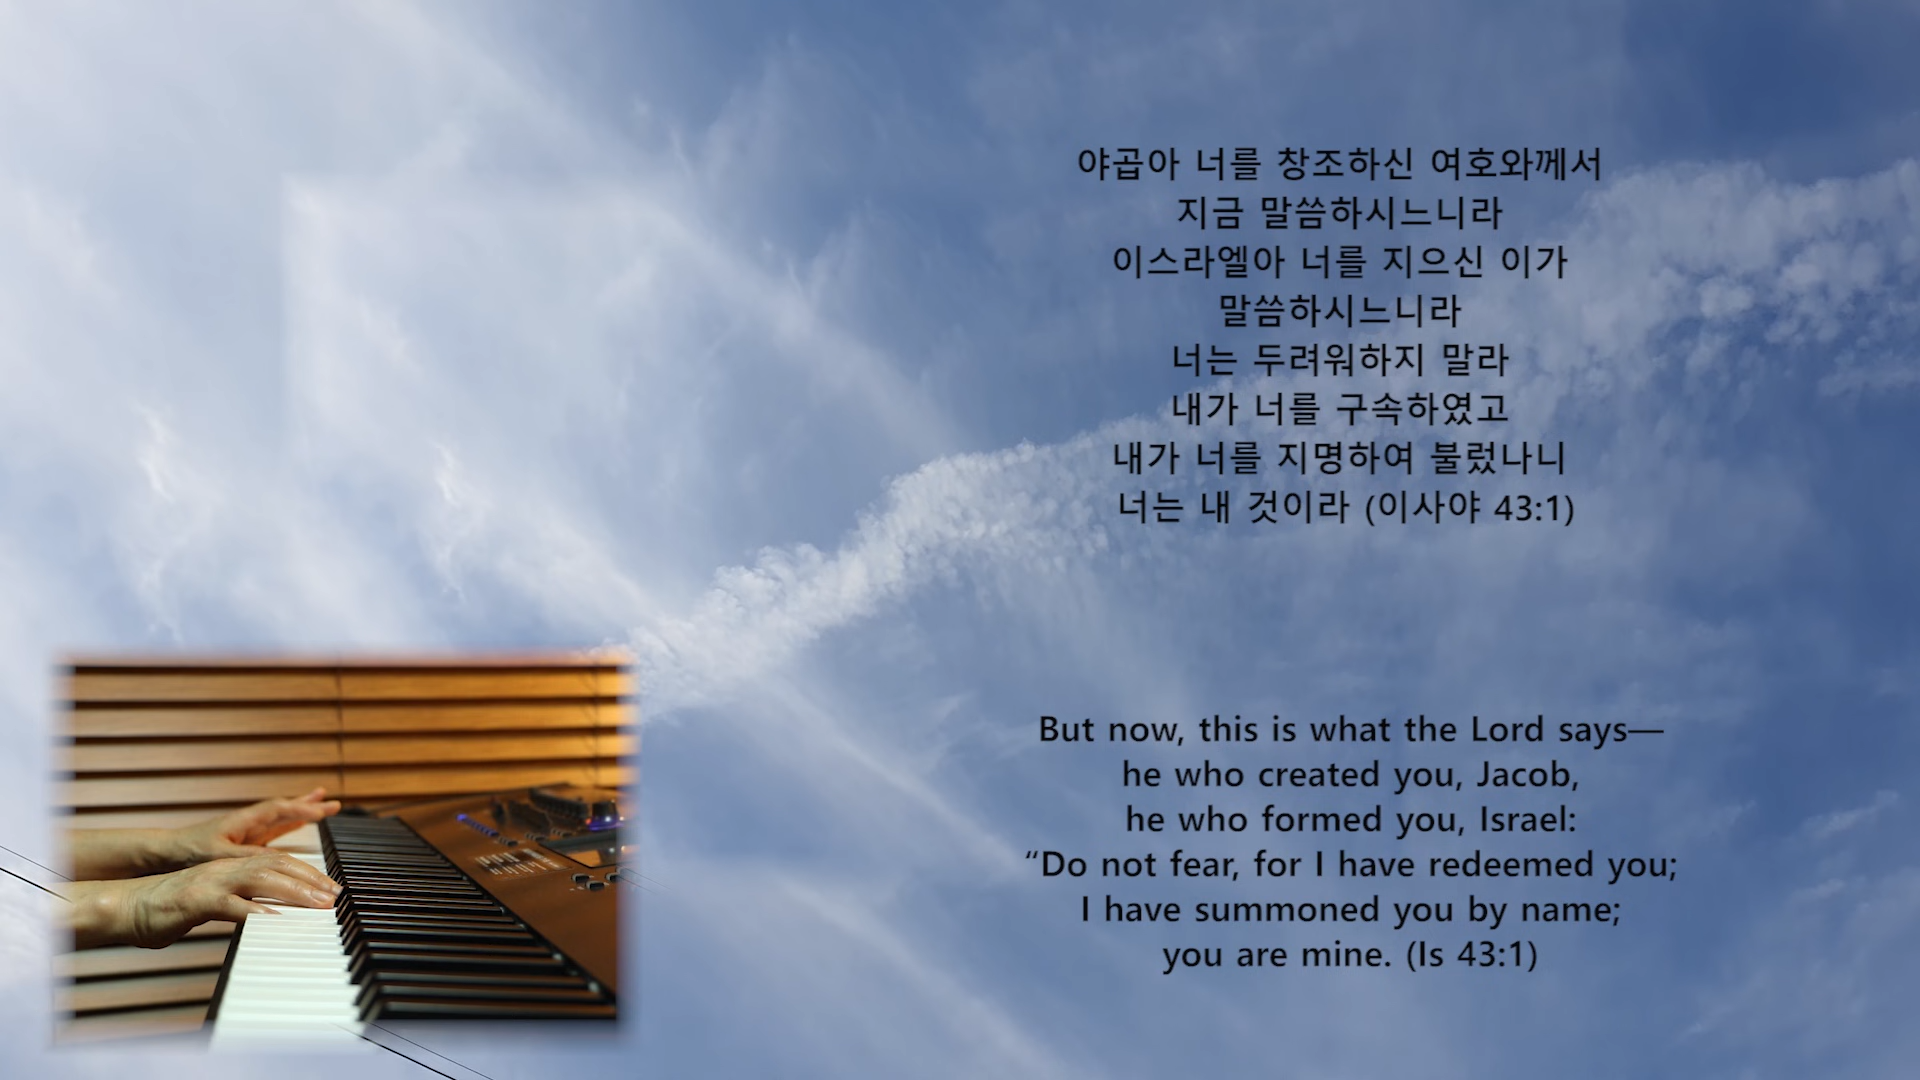 야곱아 너를 창조하신 여호와께서
지금 말씀하시느니라
이스라엘아 너를 지으신 이가
말씀하시느니라
너는 두려워하지 말라
내가 너를 구속하였고
내가 너를 지명하여 불렀나니
너는 내 것이라 (이사야 43:1)
But now, this is what the Lord says—
he who created you, Jacob,
he who formed you, Israel:
“Do not fear, for I have redeemed you;
I have summoned you by name;
you are mine. (Is 43:1)